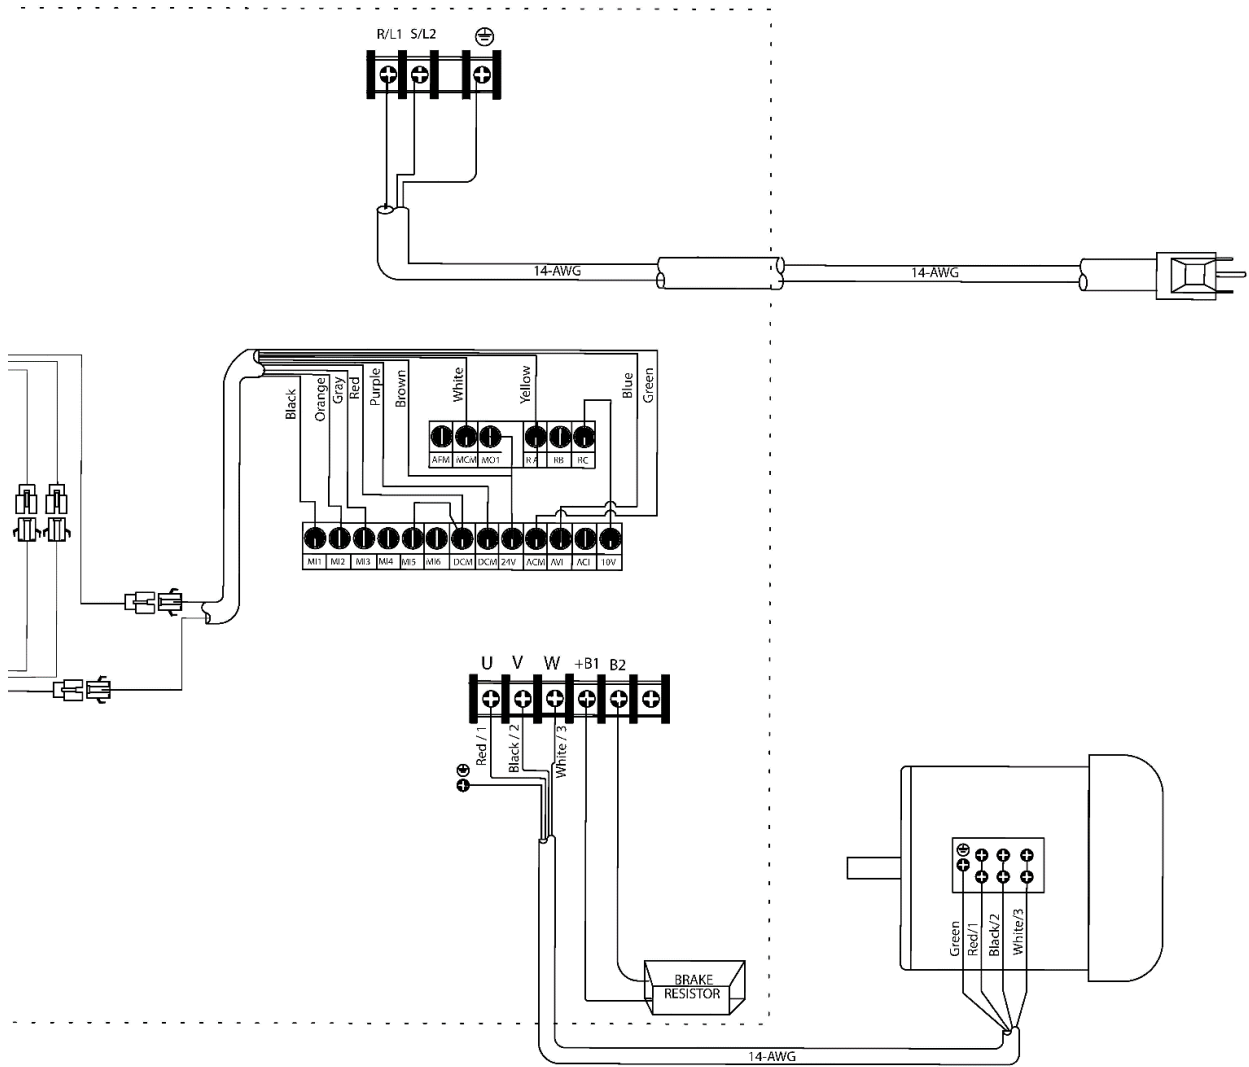 R/L1 S/L2
14-AWG
14-AWG
Black
Orange
Gray
Red
Purple
Brown
White
Yellow
Blue
Green
AFM MCM MO1 RA RB RC
MI1 MI2 MI3 MI4 MI5 MI6 DCM DCM 24V ACM AVI ACI 10V
U V W +B1 B2
Red / 1
Black / 2
White / 3
Green
Red/1
Black/2
White/3
BRAKE
RESISTOR
14-AWG